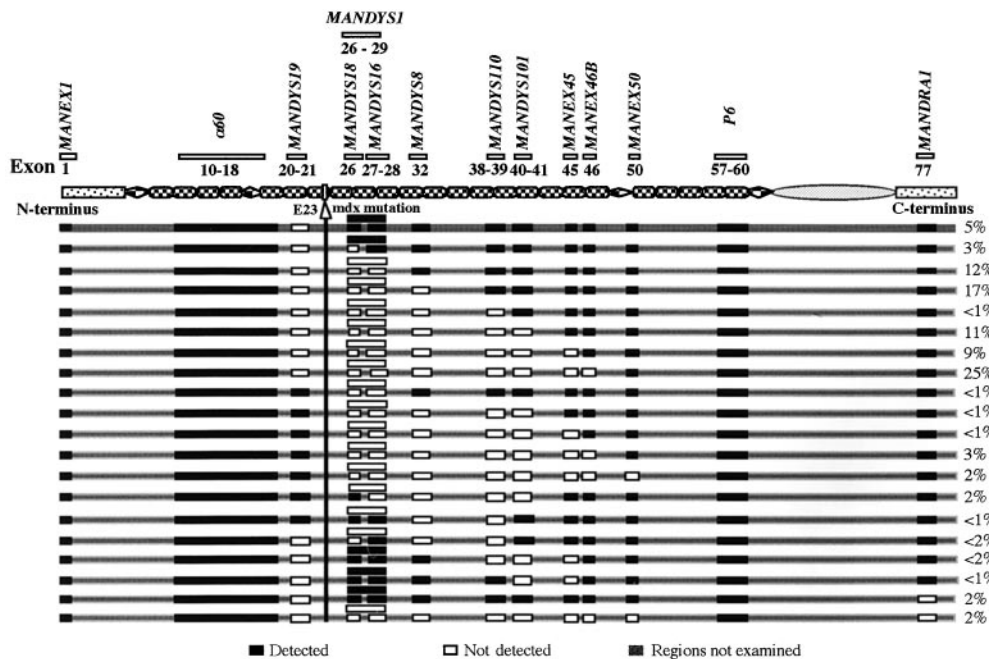 MANDYS1
26 - 29
MANEX1
α60
MANDYS19
MANDYS18
MANDYS16
MANDYS8
MANDYS110
MANDYS101
MANEX45
MANEX46B
MANEX50
P6
MANDRA1
Exon 1 10-18 20-21 26 27-28 32 38-39 40-41 45 46 50 57-60 77
N-terminus E23 mdx mutation C-terminus
5%
3%
12%
17%
<1%
11%
9%
25%
<1%
<1%
<1%
3%
2%
2%
<1%
<2%
<2%
<1%
2%
2%
Detected Not detected Regions not examined